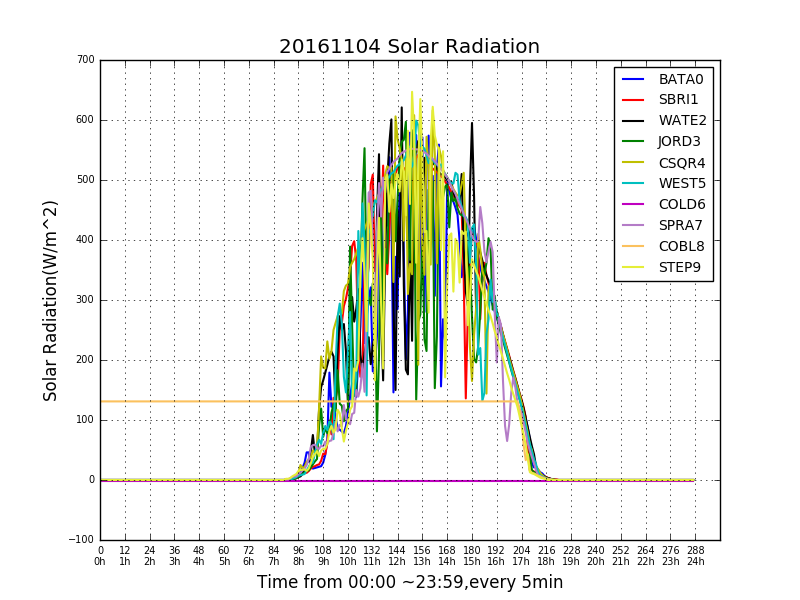 20161104 Solar Radiation
700
600
500
400
300
200
100
0
−100
Solar Radiation(W/m^2)
BATA0
SBRI1
WATE2
JORD3
CSQR4
WEST5
COLD6
SPRA7
COBL8
STEP9
0 12 24 36 48 60 72 84 96 108 120 132 144 156 168 180 192 204 216 228 240 252 264 276 288
0h 1h 2h 3h 4h 5h 6h 7h 8h 9h 10h 11h 12h 13h 14h 15h 16h 17h 18h 19h 20h 21h 22h 23h 24h
Time from 00:00 ~23:59,every 5min